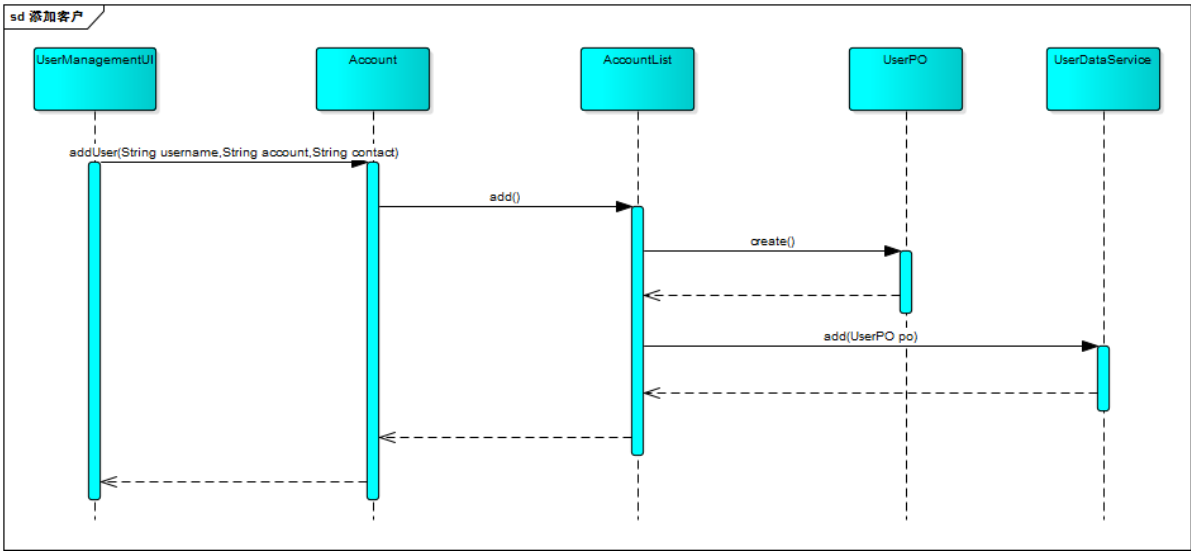 sd 添加客户
UserManagementUI
Account
AccountList
UserPO
UserDataService
addUser(String username,String account,String contact)
add()
create()
add(UserPO po)